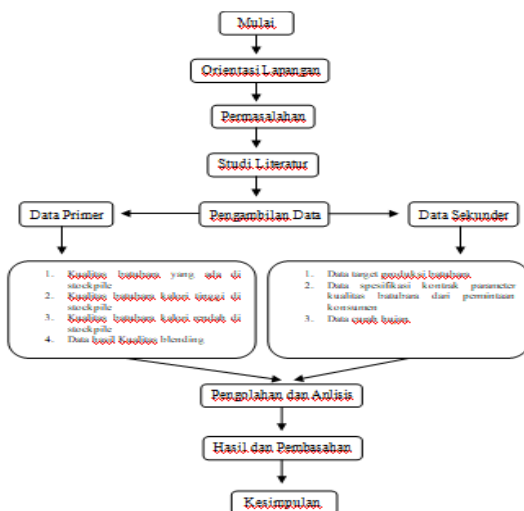 Mulai
Orientasi Lapangan
Permasalahan
Studi Literatur
Data Primer
Pengambilan Data
Data Sekunder
1. Kualitas batubara yang ada di
stockpile
2. Kualitas batubara kalori tinggi di
stockpile
3. Kualitas batubara kalori rendah di
stockpile
4. Data hasil Kualitas blending
1. Data target produksi batubara
2. Data spesifikasi kontrak parameter
kualitas batubara dari permintaan
konsumen
3. Data curah hujan
Pengolahan dan Anlisis
Hasil dan Pembasahan
Kesimpulan